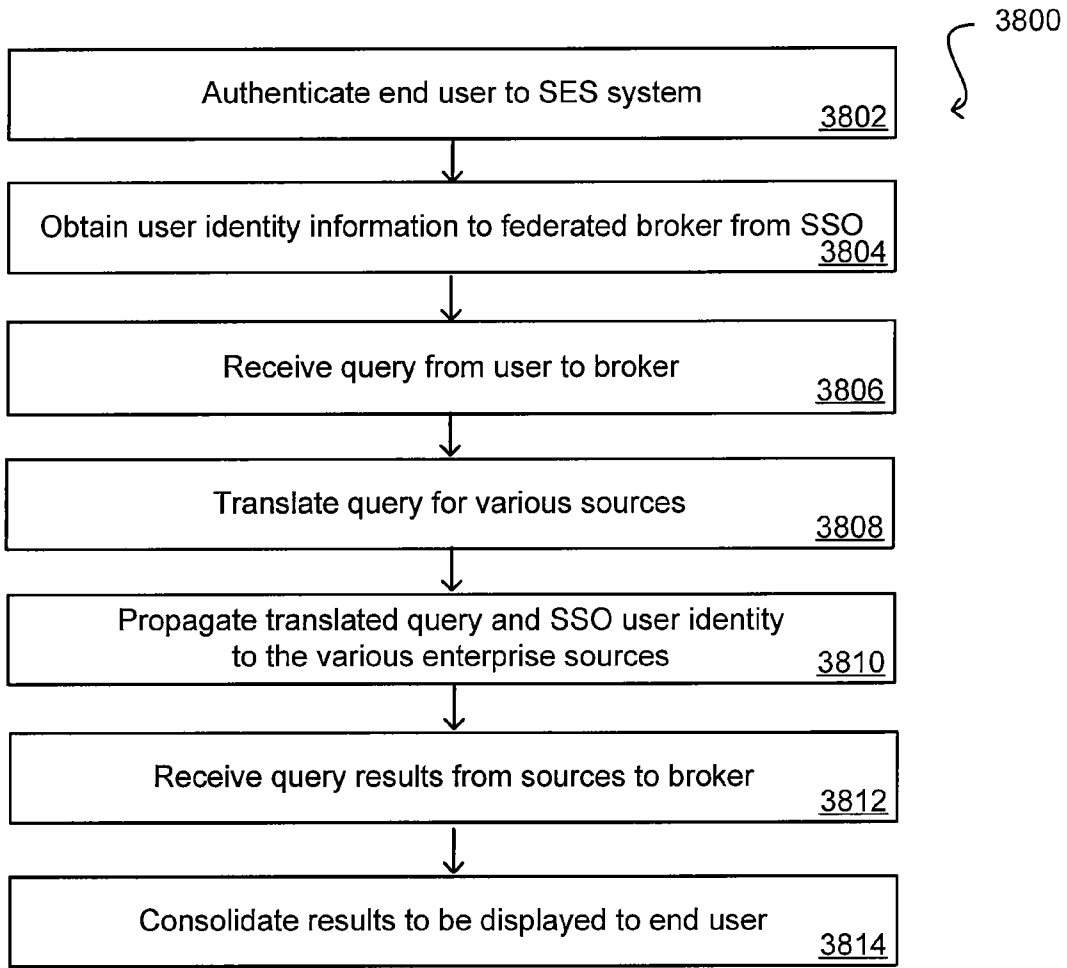 3800
Authenticate end user to SES system
3802
Obtain user identity information to federated broker from SSO
3804
Receive query from user to broker
3806
Translate query for various sources
3808
Propagate translated query and SSO user identity
to the various enterprise sources
3810
Receive query results from sources to broker
3812
Consolidate results to be displayed to end user
3814